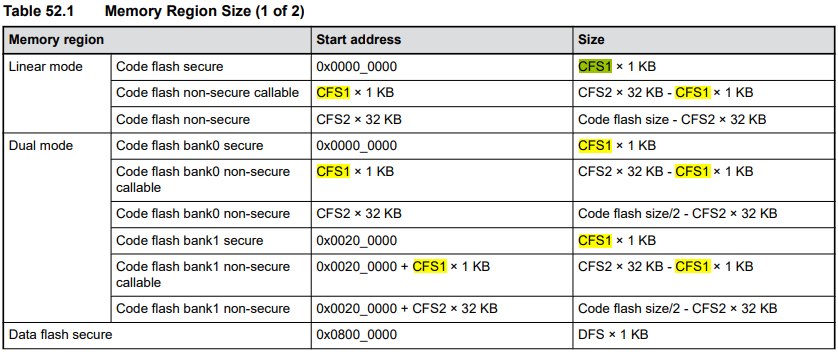 Table 52.1 Memory Region Size (1 of 2)
Memory region Start address Size
Linear mode Code flash secure 0x0000_0000 CFS1 × 1 KB
Code flash non-secure callable CFS1 × 1 KB CFS2 × 32 KB - CFS1 × 1 KB
Code flash non-secure CFS2 × 32 KB Code flash size - CFS2 × 32 KB
Dual mode Code flash bank0 secure 0x0000_0000 CFS1 × 1 KB
Code flash bank0 non-secure CFS1 × 1 KB CFS2 × 32 KB - CFS1 × 1 KB
callable
Code flash bank0 non-secure CFS2 × 32 KB Code flash size/2 - CFS2 × 32 KB
Code flash bank1 secure 0x0020_0000 CFS1 × 1 KB
Code flash bank1 non-secure 0x0020_0000 + CFS1 × 1 KB CFS2 × 32 KB - CFS1 × 1 KB
callable
Code flash bank1 non-secure 0x0020_0000 + CFS2 × 32 KB Code flash size/2 - CFS2 × 32 KB
Data flash secure 0x0800_0000 DFS × 1 KB